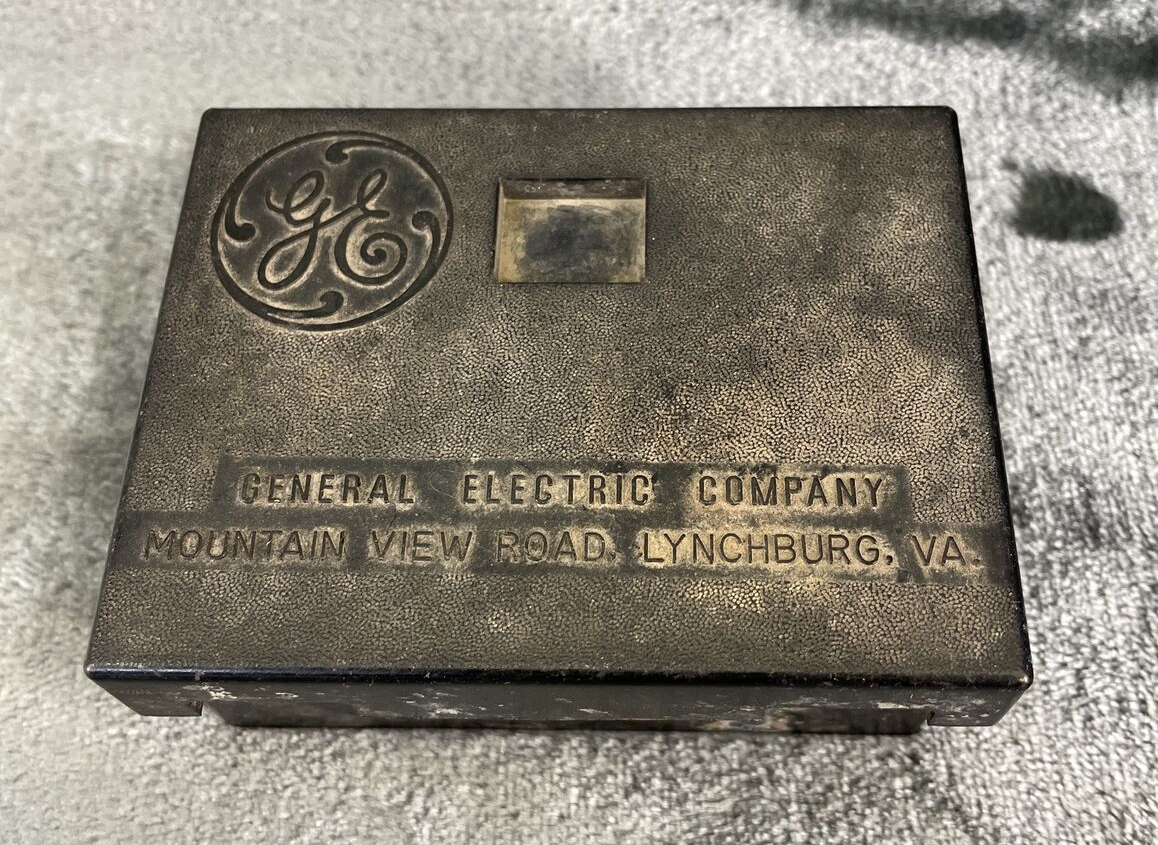 GE
GENERAL ELECTRIC COMPANY
MOUNTAIN VIEW ROAD, LYNCHBURG, VA.